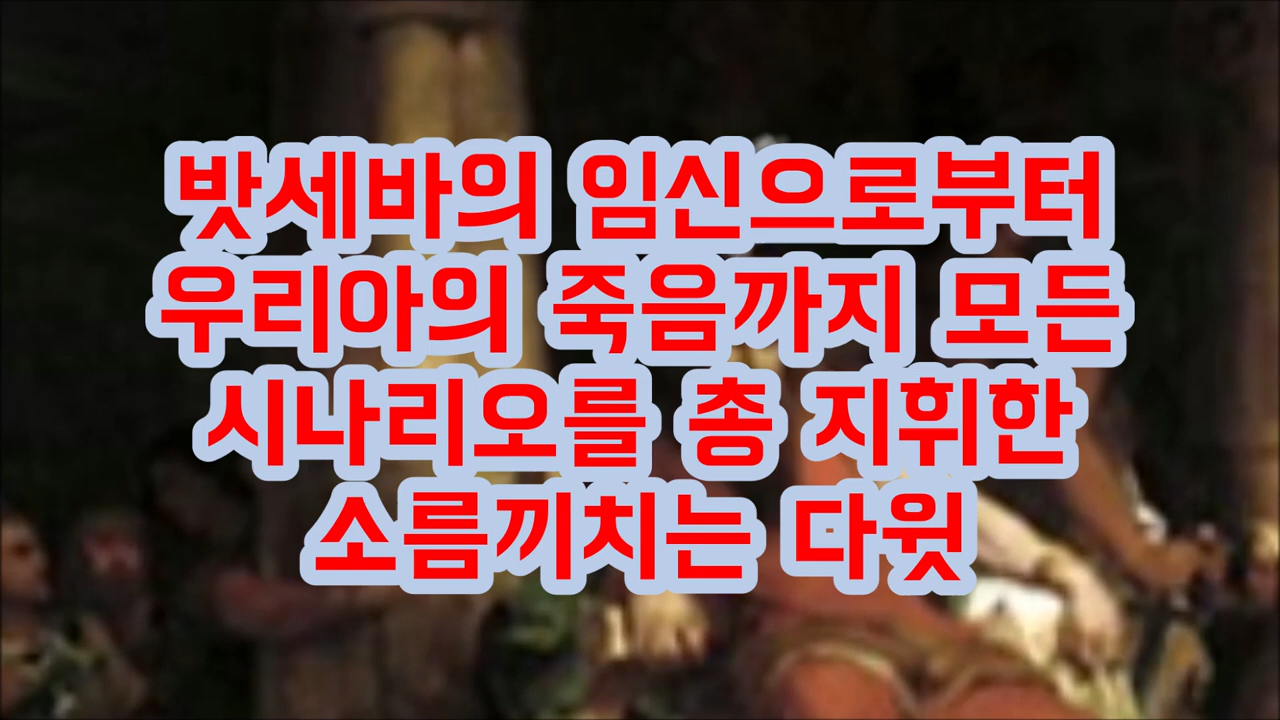 밧세바의 임신으로부터
우리아의 죽음까지 모든
시나리오를 총 지휘한
소름끼치는 다윗